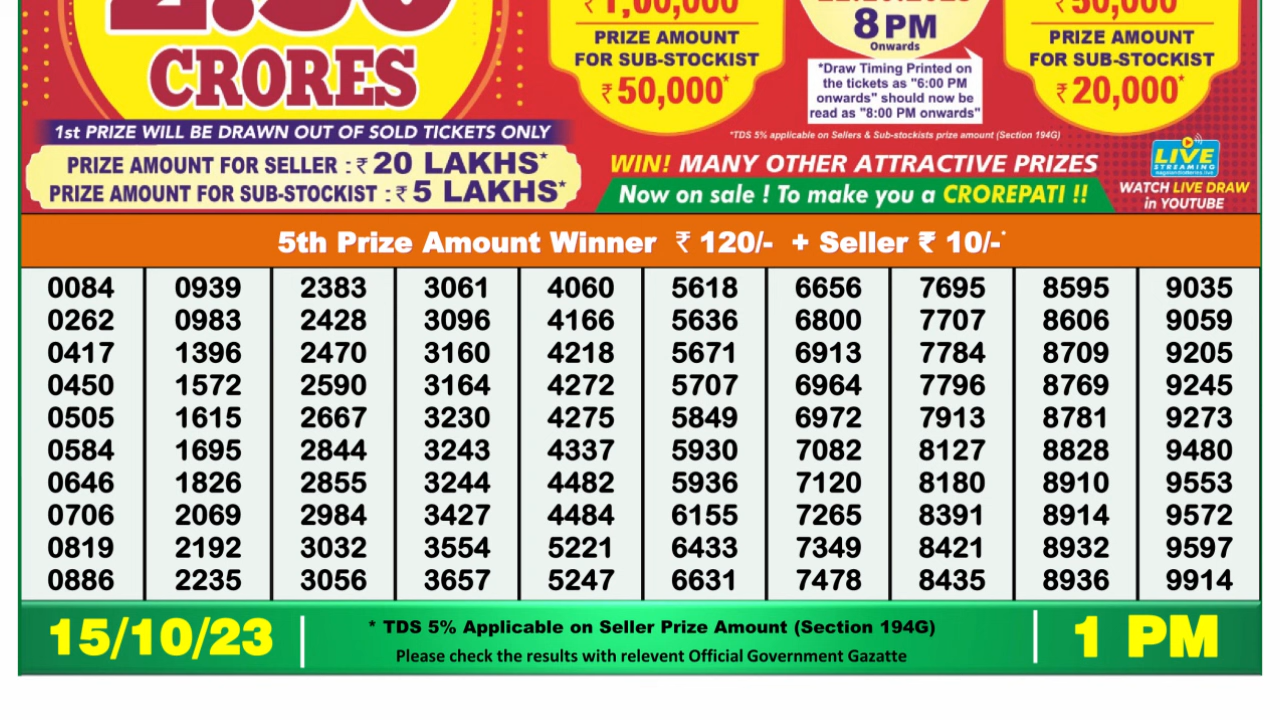 CRORES
1st PRIZE WILL BE DRAWN OUT OF SOLD TICKETS ONLY
PRIZE AMOUNT FOR SELLER : ₹ 20 LAKHS*
PRIZE AMOUNT FOR SUB-STOCKIST : ₹ 5 LAKHS*
₹ 1,00,000
PRIZE AMOUNT
FOR SUB-STOCKIST
₹ 50,000*
8 PM
Onwards
*Draw Timing Printed on
the tickets as "6:00 PM
onwards" should now be
read as "8:00 PM onwards"
₹ 50,000
PRIZE AMOUNT
FOR SUB-STOCKIST
₹ 20,000*
*TDS 5% applicable on Sellers & Sub-stockists prize amount (Section 194G)
WIN! MANY OTHER ATTRACTIVE PRIZES
Now on sale ! To make you a CROREPATI !!
LIVE
STREAMING
WATCH LIVE DRAW
in YOUTUBE
5th Prize Amount Winner ₹ 120/- + Seller ₹ 10/-*
0084 0939 2383 3061 4060 5618 6656 7695 8595 9035
0262 0983 2428 3096 4166 5636 6800 7707 8606 9059
0417 1396 2470 3160 4218 5671 6913 7784 8709 9205
0450 1572 2590 3164 4272 5707 6964 7796 8769 9245
0505 1615 2667 3230 4275 5849 6972 7913 8781 9273
0584 1695 2844 3243 4337 5930 7082 8127 8828 9480
0646 1826 2855 3244 4482 5936 7120 8180 8910 9553
0706 2069 2984 3427 4484 6155 7265 8391 8914 9572
0819 2192 3032 3554 5221 6433 7349 8421 8932 9597
0886 2235 3056 3657 5247 6631 7478 8435 8936 9914
15/10/23
* TDS 5% Applicable on Seller Prize Amount (Section 194G)
Please check the results with relevent Official Government Gazatte
1 PM